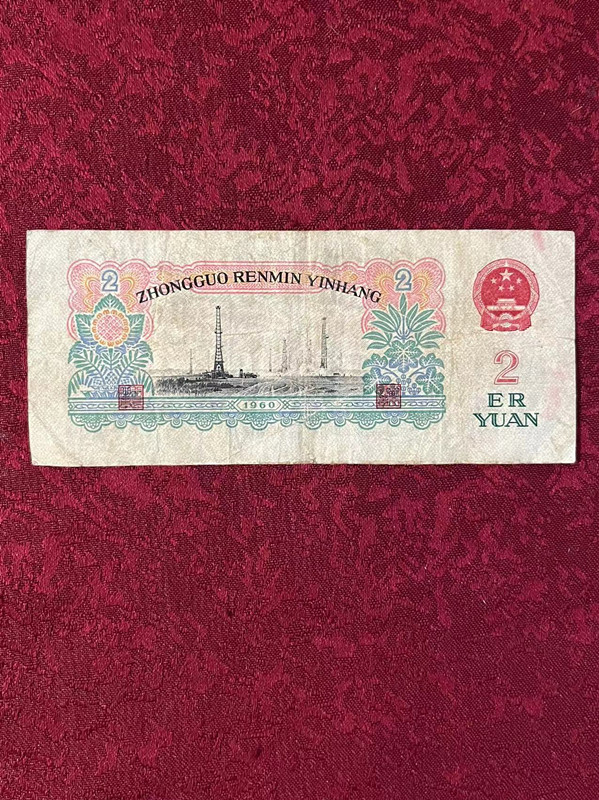 2
ZHONGGUO RENMIN YINHANG
2
1960
2
ER
YUAN